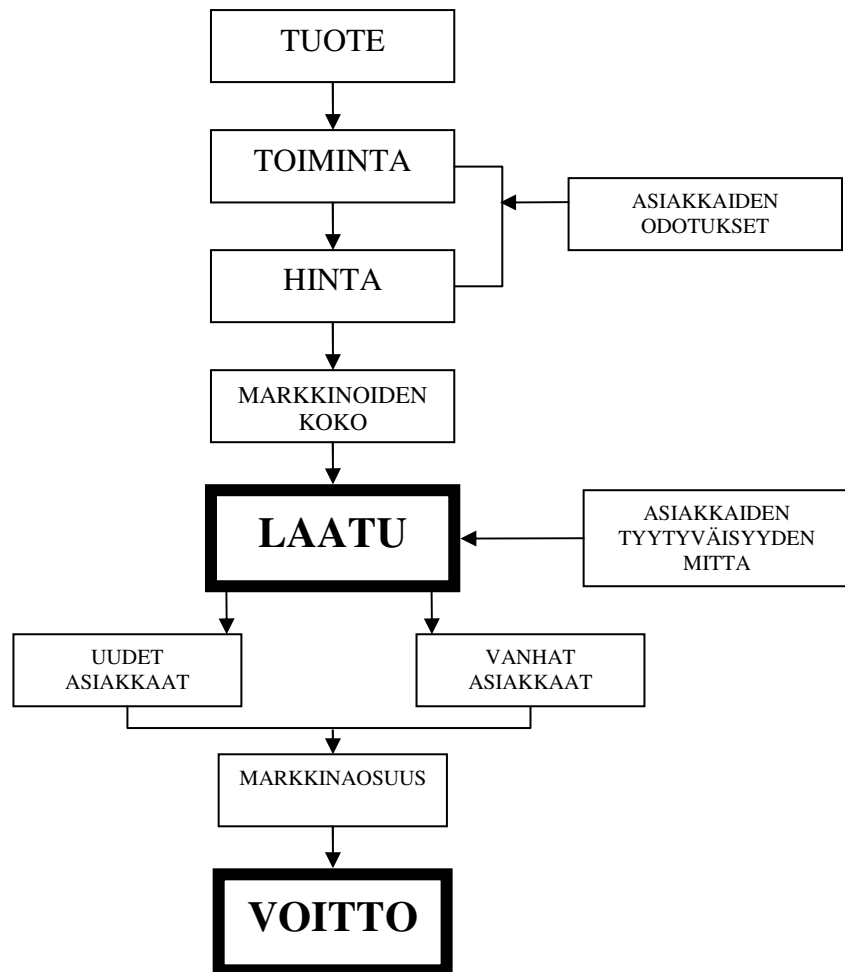 TUOTE
TOIMINTA
ASIAKKAIDEN
ODOTUKSET
HINTA
MARKKINOIDEN
KOKO
LAATU
ASIAKKAIDEN
TYYTYVÄISYYDEN
MITTA
UUDET
ASIAKKAAT
VANHAT
ASIAKKAAT
MARKKINAOSUUS
VOITTO